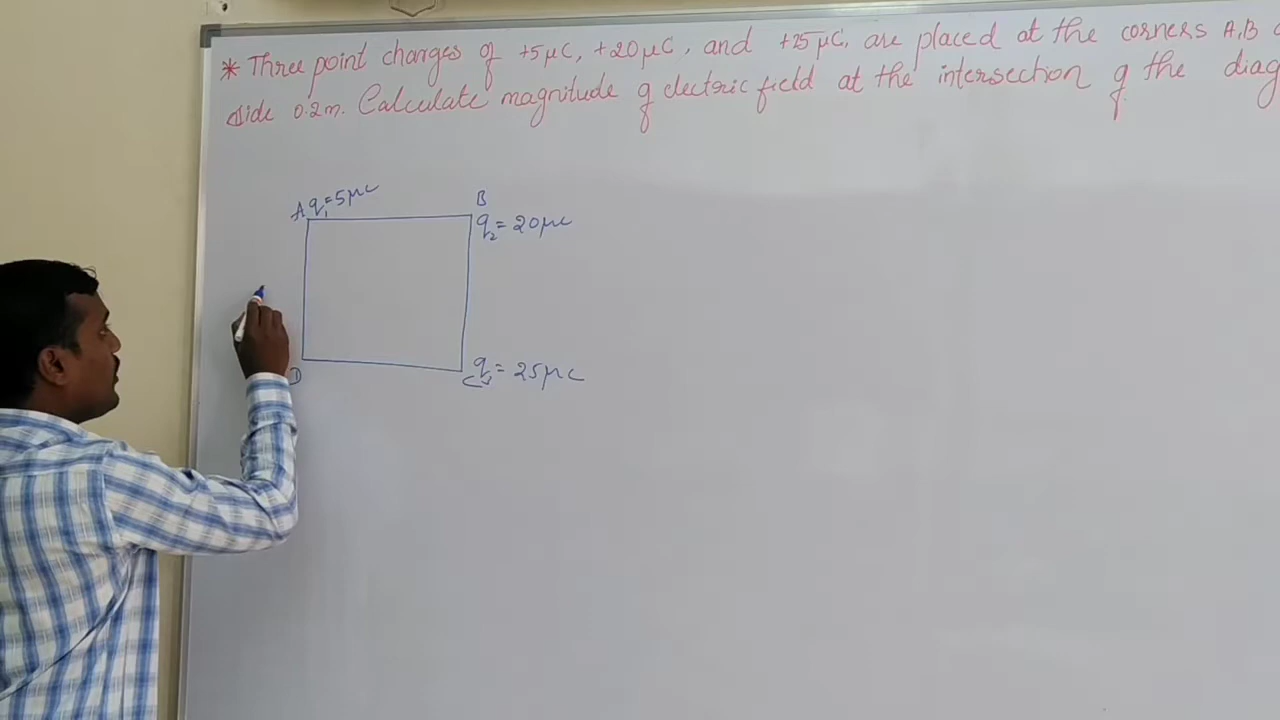 * Three point charges of +5μC, +20μC, and +25μC, are placed at the corners A,B
side 0.2m. Calculate magnitude of electric field at the intersection of the diag
A q₁=5μC
B
q₂ = 20μC
D
C q₃ = 25μC